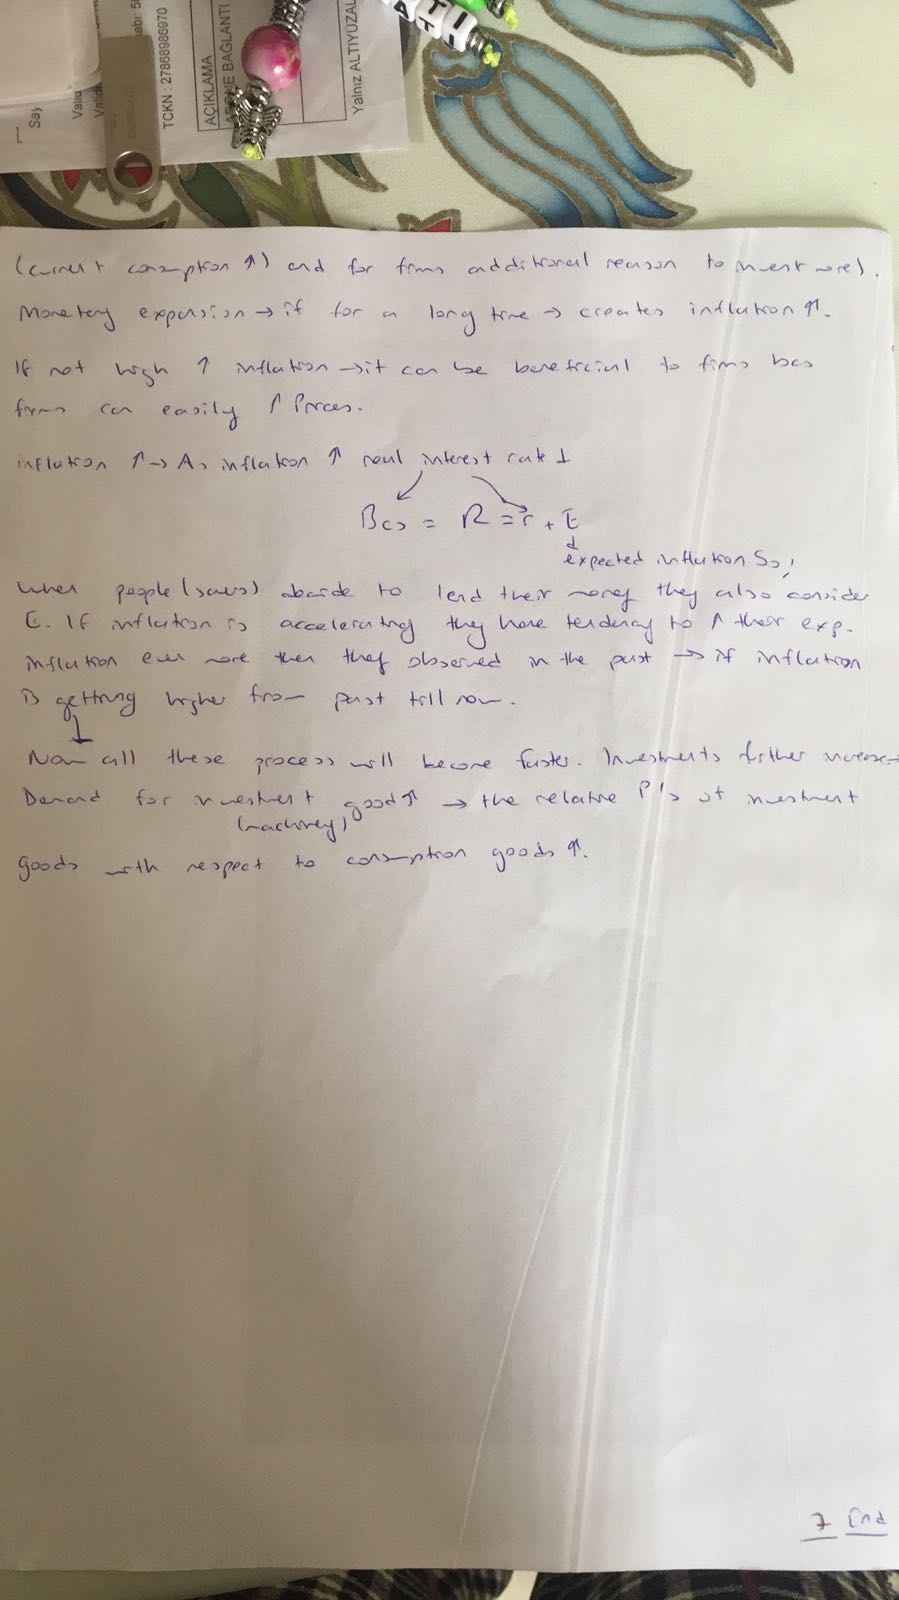 Say
Valid
TCKN : 27868986970
AÇIKLAMA
BAĞLANTI
Yalnız ALTIYÜZAL
(current consumption ↑) and for firms additional reason to invest more).
Monetary expansion → if for a long time → creates inflation ↑.
If not high ↑ inflation → it can be beneficial to firms bcs
firms can easily ↑ Prices.
inflation ↑ → As inflation ↑ real interest rate ↓
Bcs = R = r + E
↓
expected inflation So,
When people (savers) decide to lend their money they also consider
E. If inflation is accelerating they have tendency to ↑ their exp.
inflation even more then they observed in the past → if inflation
is getting higher from past till now.
↓
Now all these process will become faster. Investments further increase
Demand for investment good ↑ → the relative P's of investment
(machinery)
goods with respect to consumption goods ↑.
7 End